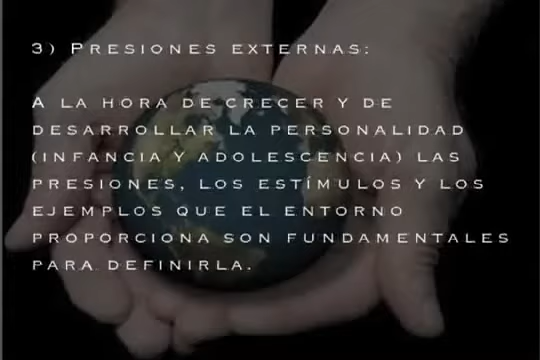 3) PRESIONES EXTERNAS:
A LA HORA DE CRECER Y DE
DESARROLLAR LA PERSONALIDAD
(INFANCIA Y ADOLESCENCIA) LAS
PRESIONES, LOS ESTÍMULOS Y LOS
EJEMPLOS QUE EL ENTORNO
PROPORCIONA SON FUNDAMENTALES
PARA DEFINIRLA.